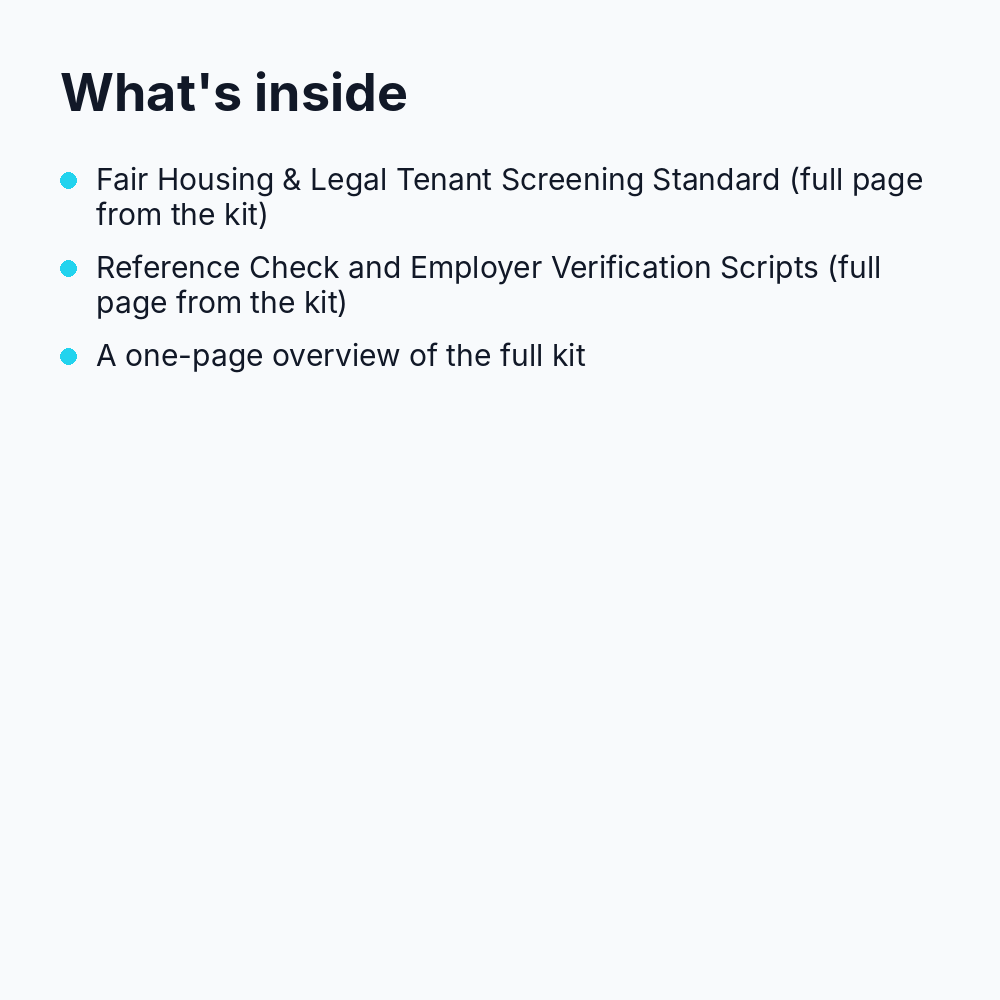 What's inside
Fair Housing & Legal Tenant Screening Standard (full page
from the kit)
Reference Check and Employer Verification Scripts (full
page from the kit)
A one-page overview of the full kit